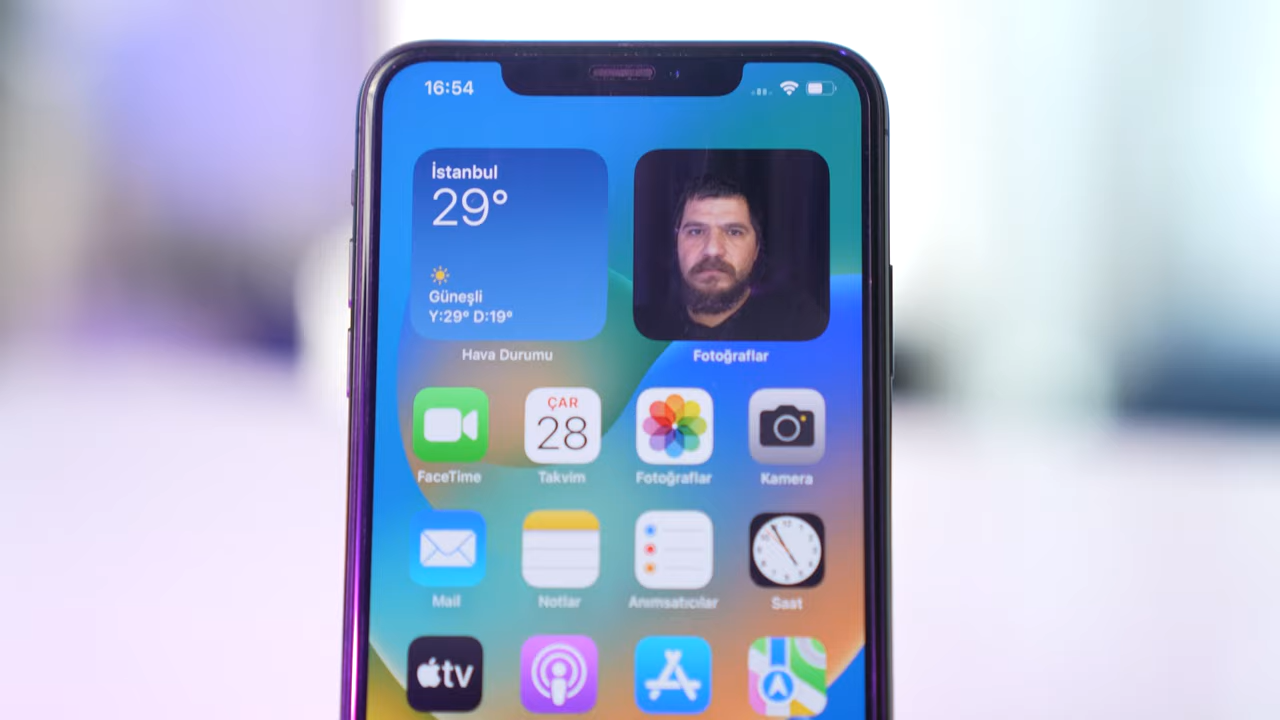 16:54
İstanbul
29°
Güneşli
Y:29° D:19°
Hava Durumu
Fotoğraflar
FaceTime
ÇAR
28
Takvim
Fotoğraflar
Kamera
Mail
Notlar
Anımsatıcılar
Saat
tv